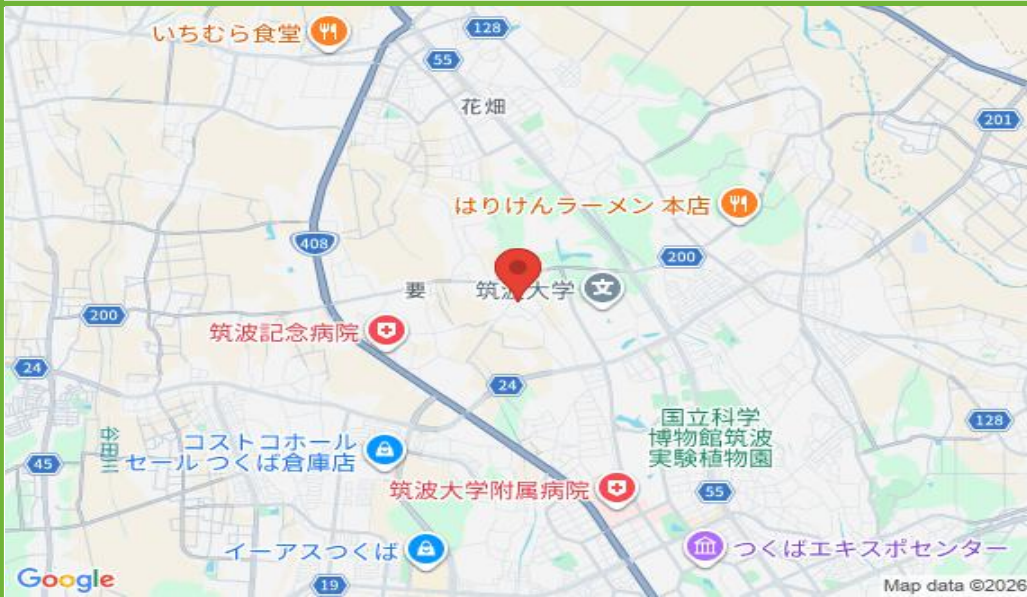 いちむら食堂
128
55
花畑
201
はりけんラーメン 本店
408
200
筑波大学
要
200
筑波記念病院
24
24
国立科学
博物館筑波
実験植物園
128
谷田川
コストコホール
セール つくば倉庫店
45
筑波大学附属病院
55
イーアスつくば
つくばエキスポセンター
19
Google
Map data ©2026